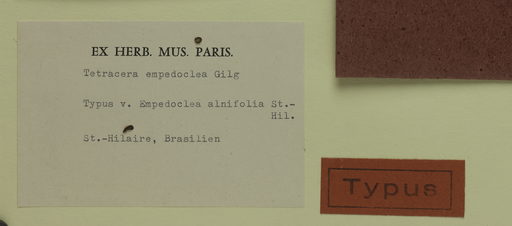 EX HERB. MUS. PARIS.
Tetracera empedoclea Gilg
Typus v. Empedoclea alnifolia St.-
Hil.
St.-Hilaire, Brasilien
Typus